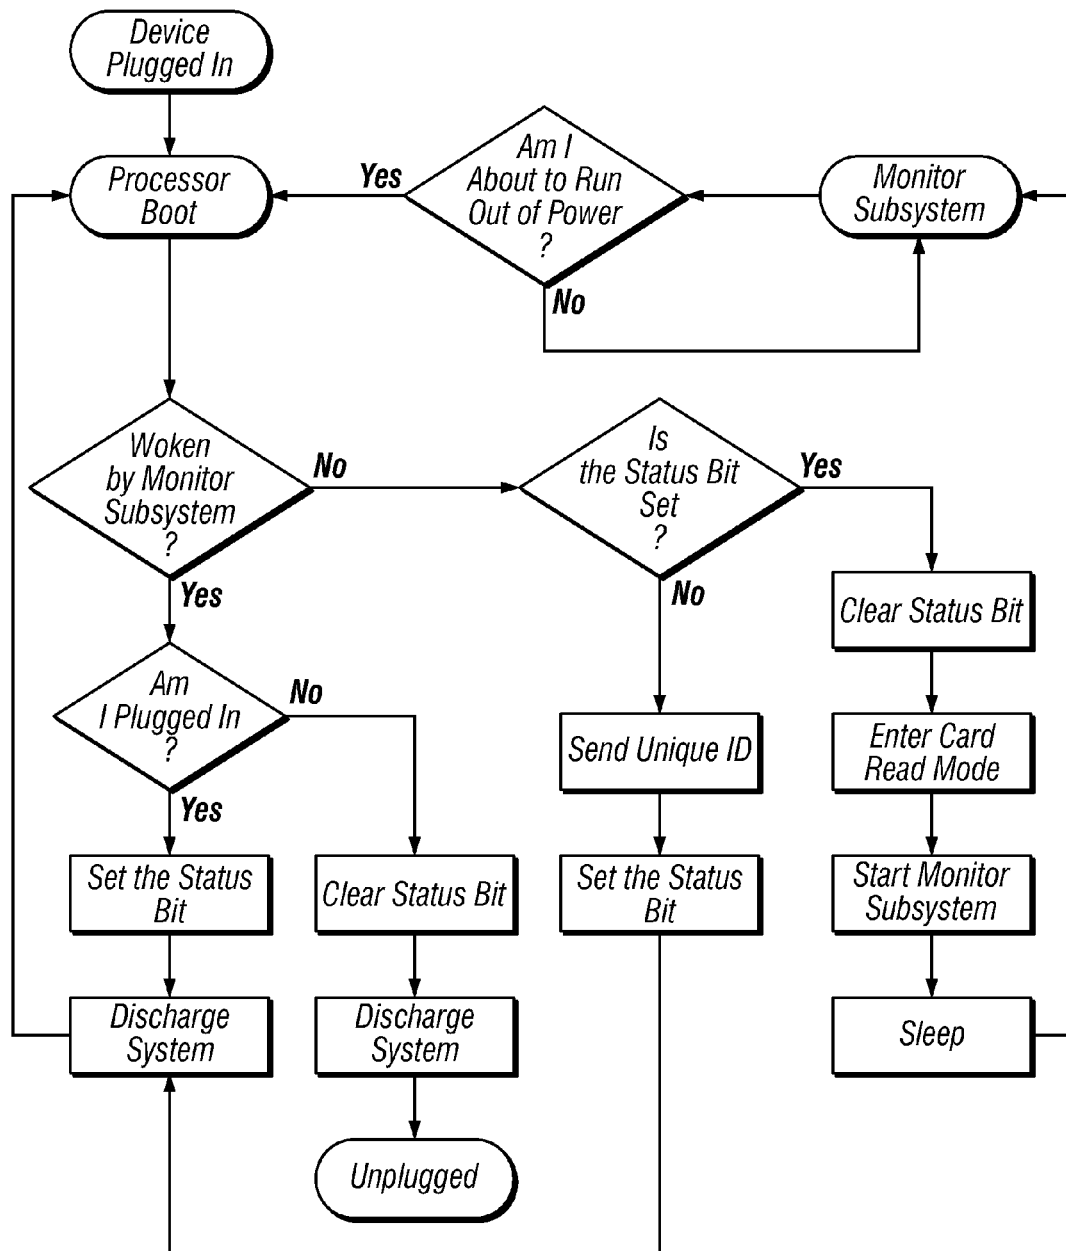 Device
Plugged In
Processor
Boot
Yes
Am I
About to Run
Out of Power
?
No
Monitor
Subsystem
Woken
by Monitor
Subsystem
?
No
Yes
Is
the Status Bit
Set
?
Yes
No
Clear Status Bit
Am
I Plugged In
?
No
Yes
Send Unique ID
Enter Card
Read Mode
Set the Status
Bit
Clear Status Bit
Set the Status
Bit
Start Monitor
Subsystem
Discharge
System
Discharge
System
Sleep
Unplugged